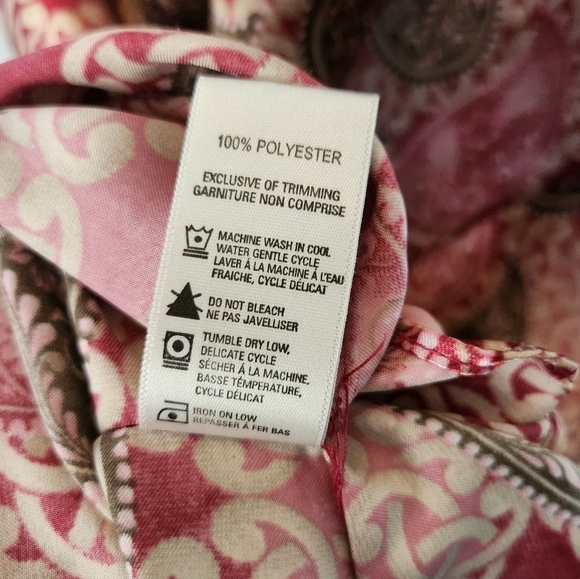 100% POLYESTER
EXCLUSIVE OF TRIMMING
GARNITURE NON COMPRISE
MACHINE WASH IN COOL
WATER GENTLE CYCLE
LAVER Á LA MACHINE Á L'EAU
FRAICHE, CYCLE DÉLICAT
DO NOT BLEACH
NE PAS JAVELLISER
TUMBLE DRY LOW,
DELICATE CYCLE
SÉCHER Á LA MACHINE,
BASSE TÉMPERATURE,
CYCLE DÉLICAT
IRON ON LOW
REPASSER Á FER BAS